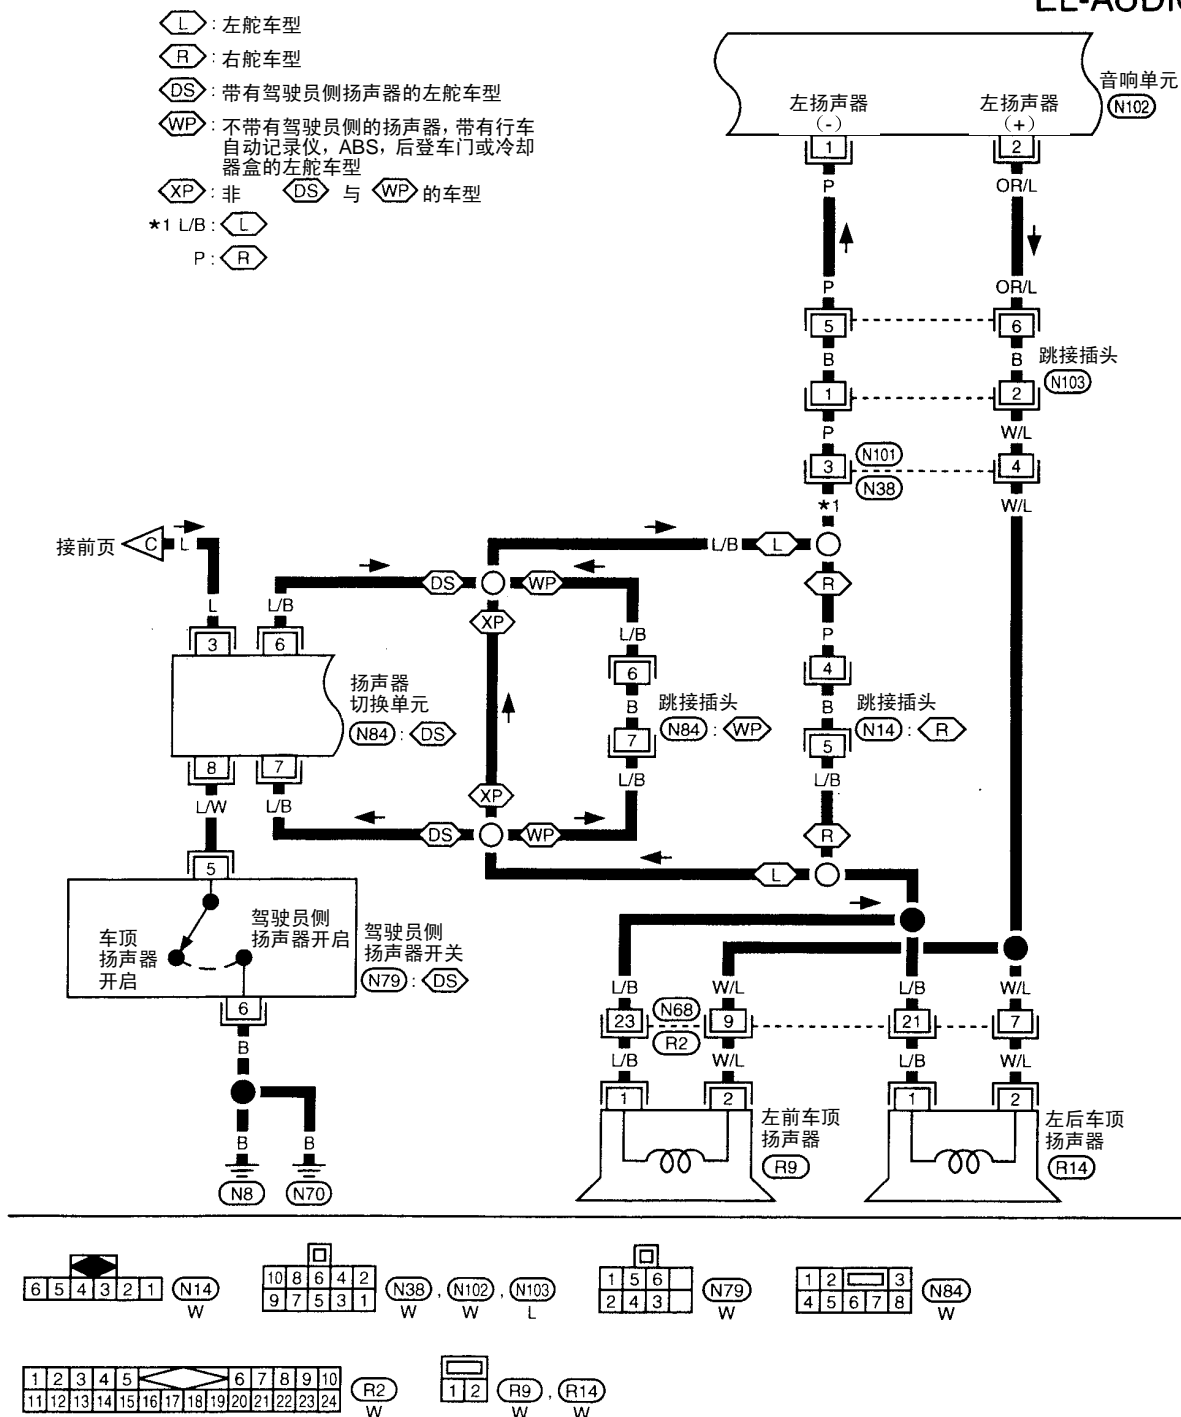 EL-AUDIO
L : 左舵车型
R : 右舵车型
DS : 带有驾驶员侧扬声器的左舵车型
WP : 不带有驾驶员侧的扬声器，带有行车
自动记录仪，ABS，后登车门或冷却
器盒的左舵车型
XP : 非 DS 与 WP 的车型
*1 L/B : L
P : R
音响单元
N102
左扬声器 左扬声器
(-) (+)
1 2
P OR/L
P OR/L
5 6
B B
跳接插头
N103
1 2
P W/L
3 N101 4
N38
*1 W/L
接前页 C L
L/B L
DS WP
R
L L/B
XP
L/B P
3 6
6 4
扬声器
切换单元
N84 : DS
B B
跳接插头
N84 : WP
跳接插头
N14 : R
7 5
8 7
L/B L/B
L/W L/B
XP
DS WP
R
L
5
车顶
扬声器
开启
驾驶员侧
扬声器开启
驾驶员侧
扬声器开关
N79 : DS
6
L/B W/L L/B W/L
23 N68 9 21 7
R2
L/B W/L L/B W/L
B
1 2 1 2
左前车顶
扬声器
R9
左后车顶
扬声器
R14
B B
N8 N70
6 5 4 3 2 1 N14
W
10 8 6 4 2
9 7 5 3 1
N38 , N102 , N103
W W L
1 5 6
2 4 3
N79
W
1 2 3
4 5 6 7 8
N84
W
1 2 3 4 5 6 7 8 9 10
11 12 13 14 15 16 17 18 19 20 21 22 23 24
R2
W
1 2
R9 , R14
W W